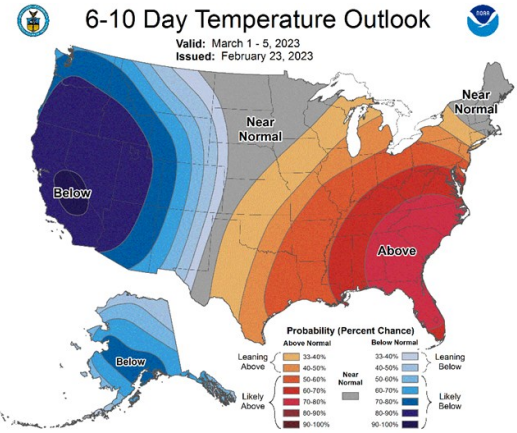 6-10 Day Temperature Outlook
Valid: March 1 - 5, 2023
Issued: February 23, 2023
NOAA
Near
Normal
Near
Normal
Below
Above
Below
Probability (Percent Chance)
Above Normal
Below Normal
Leaning
Above
33-40%
40-50%
Likely
Above
50-60%
60-70%
70-80%
80-90%
90-100%
Near
Normal
33-40%
40-50%
50-60%
60-70%
70-80%
80-90%
90-100%
Leaning
Below
Likely
Below